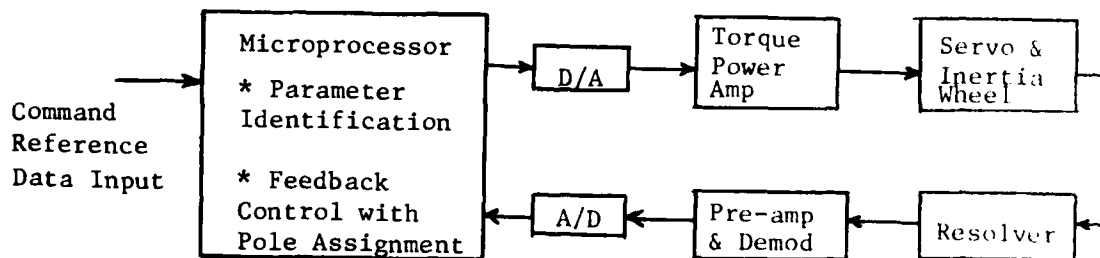 Command
Reference
Data Input
Microprocessor
* Parameter
Identification
* Feedback
Control with
Pole Assignment
D/A
Torque
Power
Amp
Servo &
Inertia
Wheel
A/D
Pre-amp
& Demod
Resolver